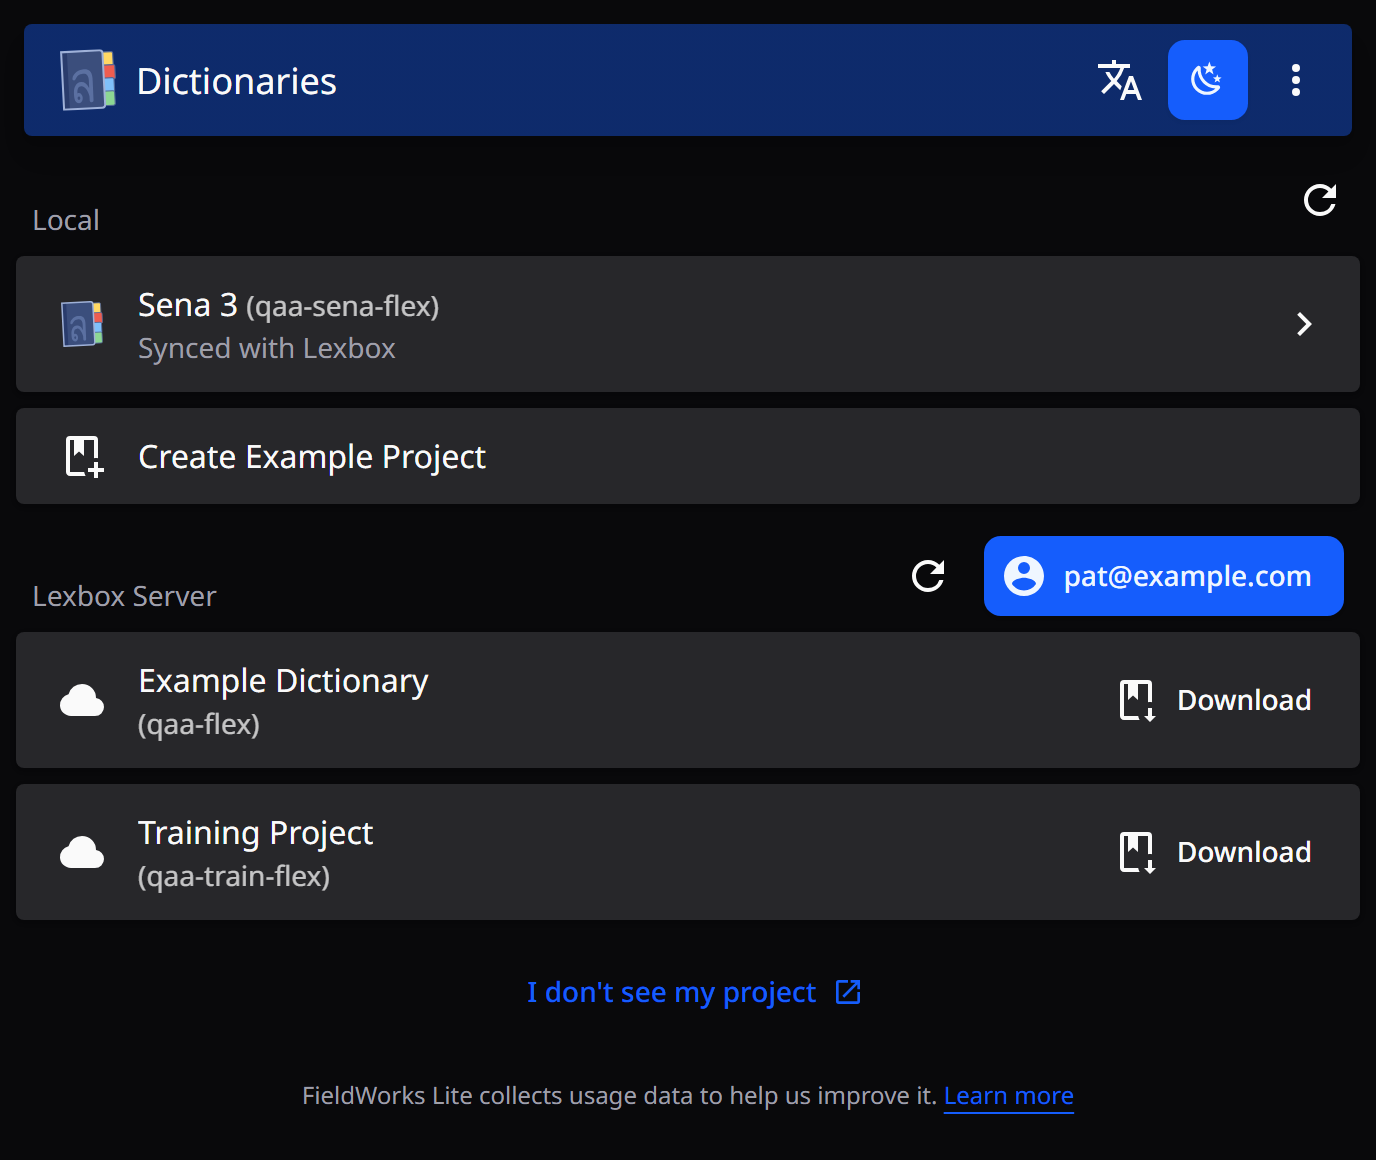 Dictionaries
Local
Sena 3 (qaa-sena-flex)
Synced with Lexbox
Create Example Project
Lexbox Server
pat@example.com
Example Dictionary
(qaa-flex)
Download
Training Project
(qaa-train-flex)
Download
I don't see my project
FieldWorks Lite collects usage data to help us improve it. Learn more